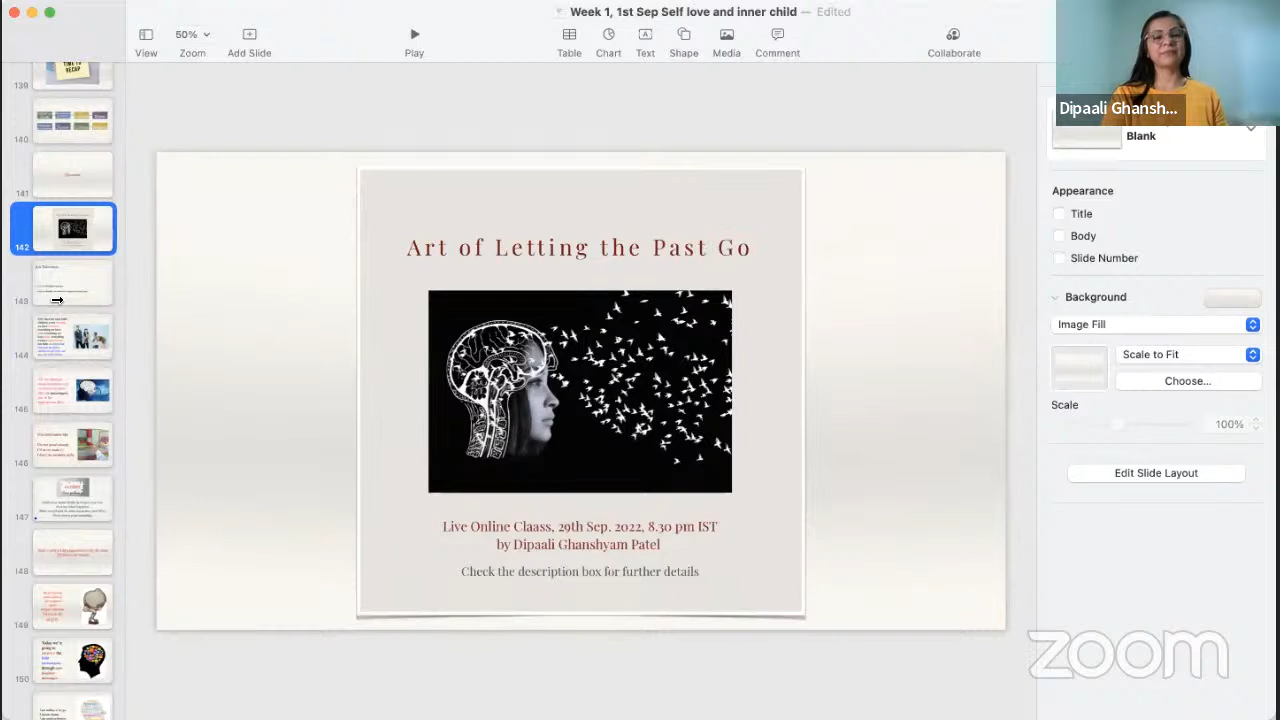 Week 1, 1st Sep Self love and inner child — Edited
50%
View
Zoom
Add Slide
Play
Table
Chart
Text
Shape
Media
Comment
Collaborate
Dipaali Ghansh...
Blank
Appearance
Title
Body
Slide Number
Background
Image Fill
Scale to Fit
Choose...
Scale
100%
Edit Slide Layout
139
TIME TO
RECAP
140
141
142
143
144
145
146
147
148
149
150
Art of Letting the Past Go
Live Online Claass, 29th Sep. 2022, 8.30 pm IST
by Dipaali Ghanshyam Patel
Check the description box for further details
zoom